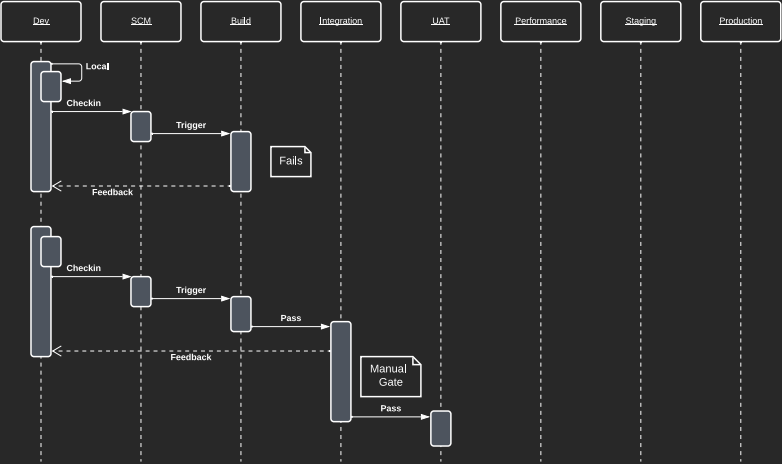 Dev
SCM
Build
Integration
UAT
Performance
Staging
Production
Local
Checkin
Trigger
Fails
Feedback
Checkin
Trigger
Pass
Feedback
Manual
Gate
Pass